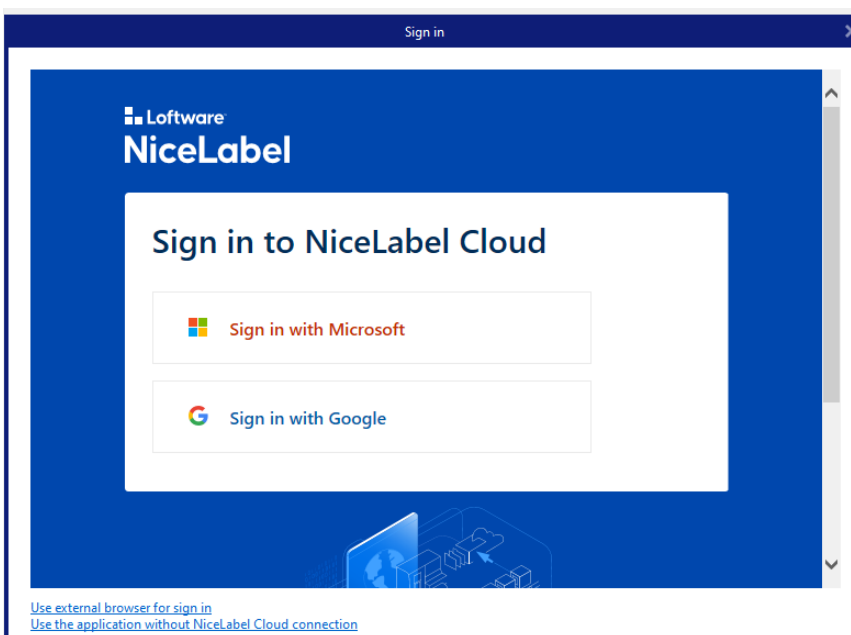 Sign in
Loftware
NiceLabel
Sign in to NiceLabel Cloud
Sign in with Microsoft
Sign in with Google
Use external browser for sign in
Use the application without NiceLabel Cloud connection